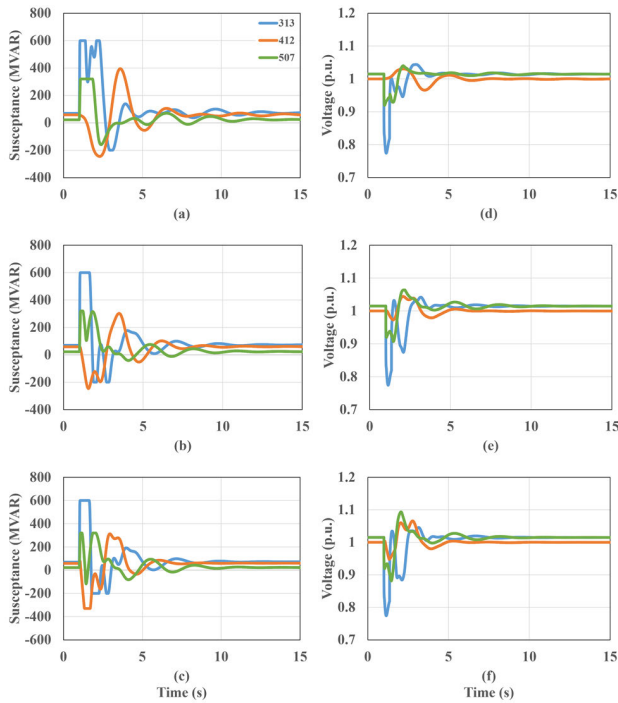 800
600
400
200
0
-200
-400
Susceptance (MVAR)
313
412
507
0 5 10 15
(a)
1.2
1.1
1
0.9
0.8
0.7
Voltage (p.u.)
0 5 10 15
(d)
800
600
400
200
0
-200
-400
Susceptance (MVAR)
0 5 10 15
(b)
1.2
1.1
1
0.9
0.8
0.7
Voltage (p.u.)
0 5 10 15
(e)
800
600
400
200
0
-200
-400
-600
Susceptance (MVAR)
0 5 10 15
(c)
Time (s)
1.2
1.1
1
0.9
0.8
0.7
Voltage (p.u.)
0 5 10 15
(f)
Time (s)